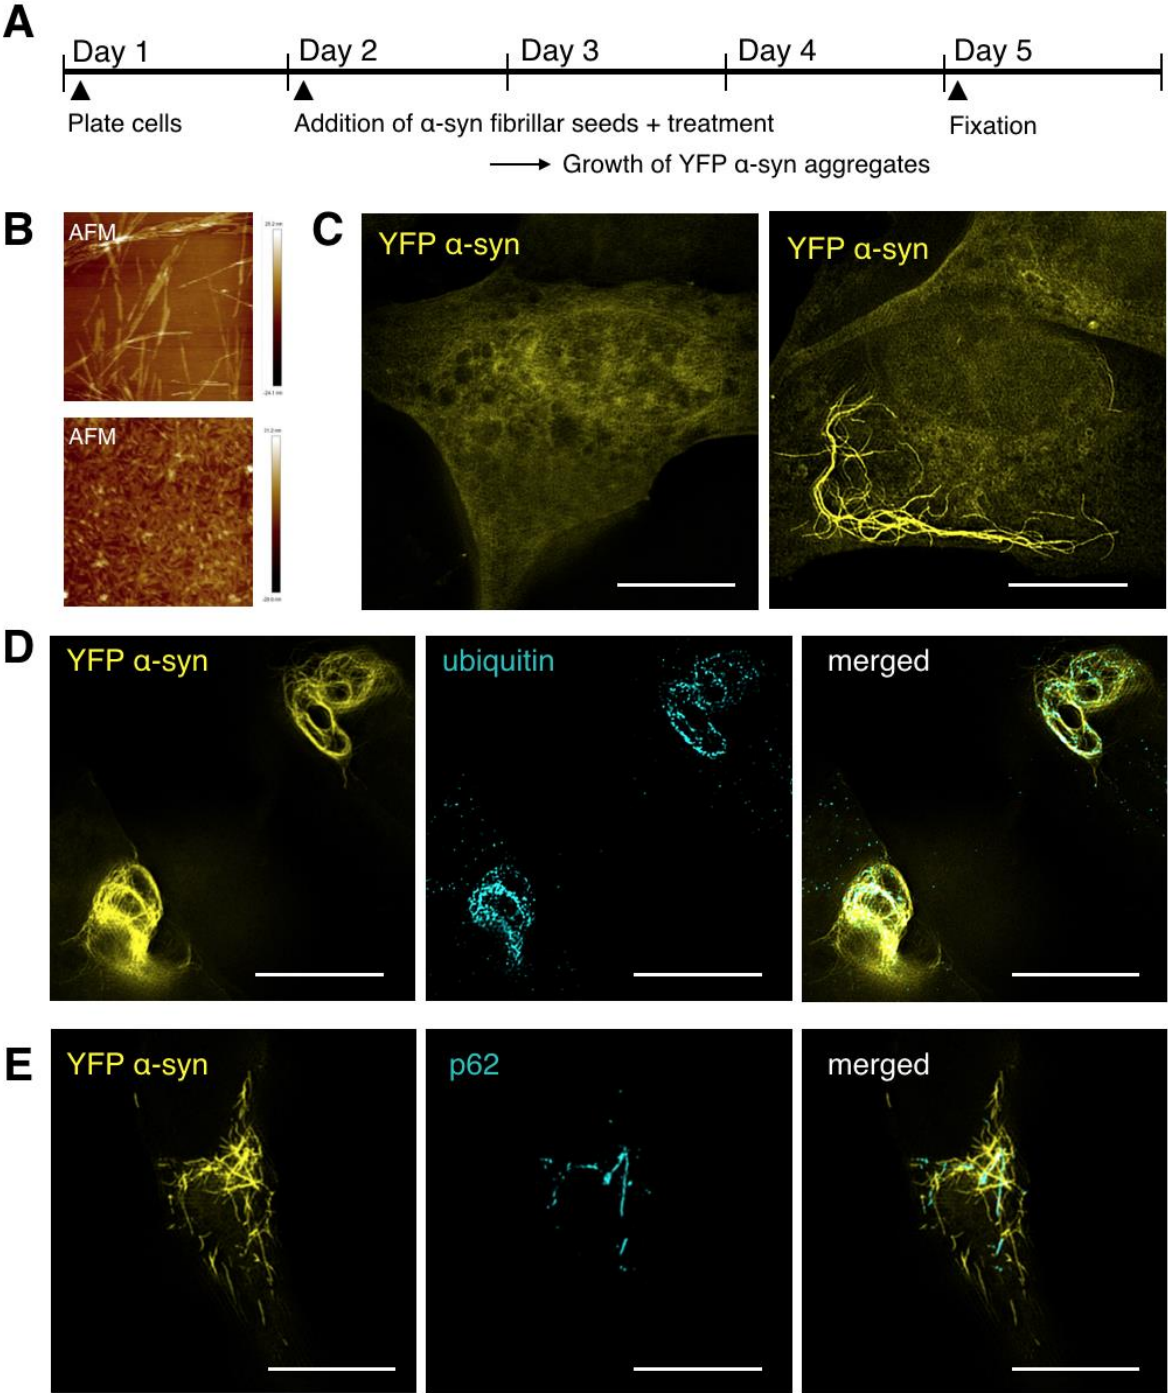 A
Day 1
Day 2
Day 3
Day 4
Day 5
Plate cells
Addition of α-syn fibrillar seeds + treatment
Fixation
Growth of YFP α-syn aggregates
B
AFM
AFM
C
YFP α-syn
YFP α-syn
D
YFP α-syn
ubiquitin
merged
E
YFP α-syn
p62
merged